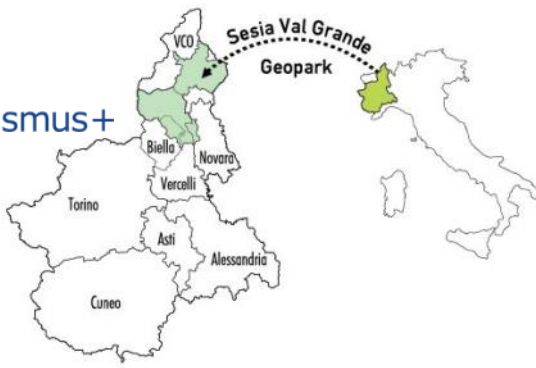 VCO
Sesia Val Grande
Geopark
smus+
Biella
Novara
Vercelli
Torino
Asti
Alessandria
Cuneo